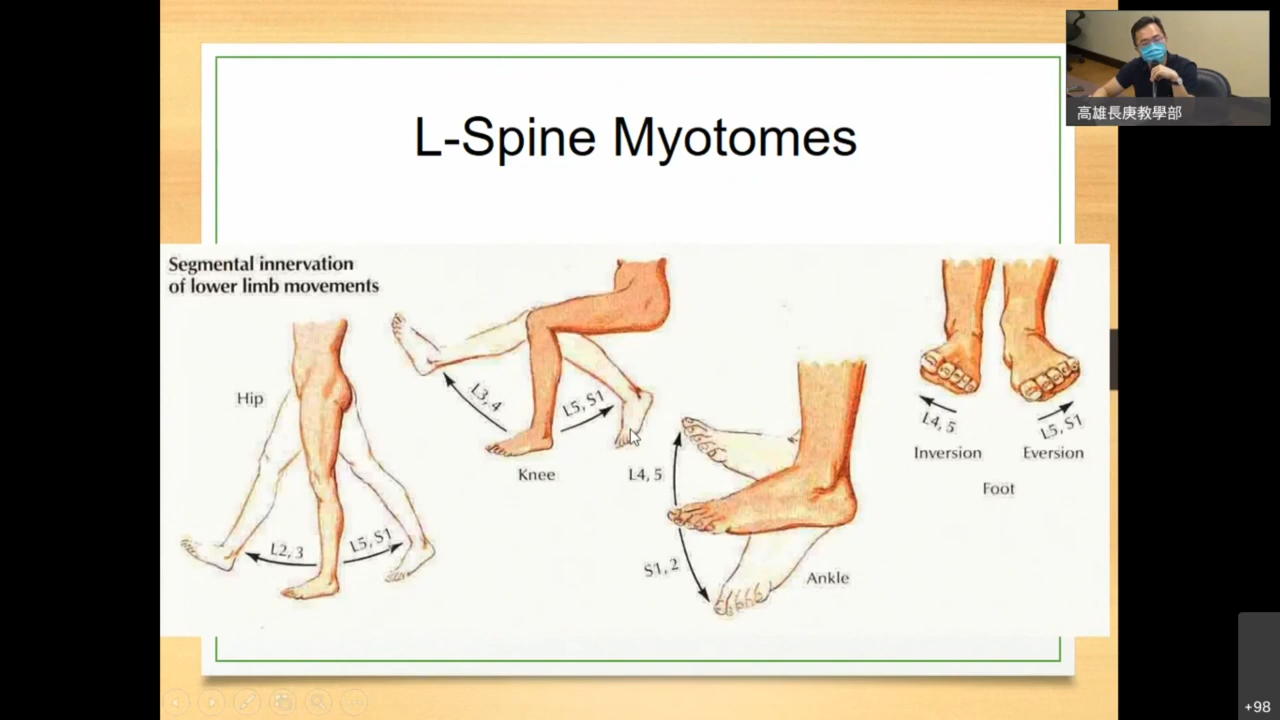 L-Spine Myotomes
高雄長庚教學部
Segmental innervation
of lower limb movements
Hip
L2, 3
L5, S1
L3, 4
L5, S1
Knee
L4, 5
S1, 2
Ankle
L4, 5
L5, S1
Inversion
Eversion
Foot
+98